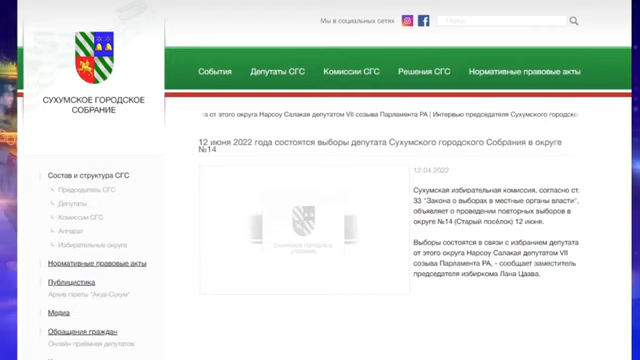 Мы в социальных сетях
Поиск
СУХУМСКОЕ ГОРОДСКОЕ
СОБРАНИЕ
События
Депутаты СГС
Комиссии СГС
Решения СГС
Нормативные правовые акты
а от этого округа Нарсоу Салакая депутатом VII созыва Парламента РА | Интервью председателя Сухумского городско
12 июня 2022 года состоятся выборы депутата Сухумского городского Собрания в округе
№14
Состав и структура СГС
Председатель СГС
Депутаты
Комиссии СГС
Аппарат
Избирательные округа
Нормативные правовые акты
Публицистика
Архив газеты "Акуа-Сухум"
Медиа
Обращения граждан
Онлайн приёмная депутатов
СУХУМСКОЕ ГОРОДСКОЕ
СОБРАНИЕ
12.04.2022
Сухумская избирательная комиссия, согласно ст.
33 "Закона о выборах в местные органы власти",
объявляет о проведении повторных выборов в
округе №14 (Старый посёлок) 12 июня.
Выборы состоятся в связи с избранием депутата
от этого округа Нарсоу Салакая депутатом VII
созыва Парламента РА, - сообщает заместитель
председателя избиркома Лана Цвава.